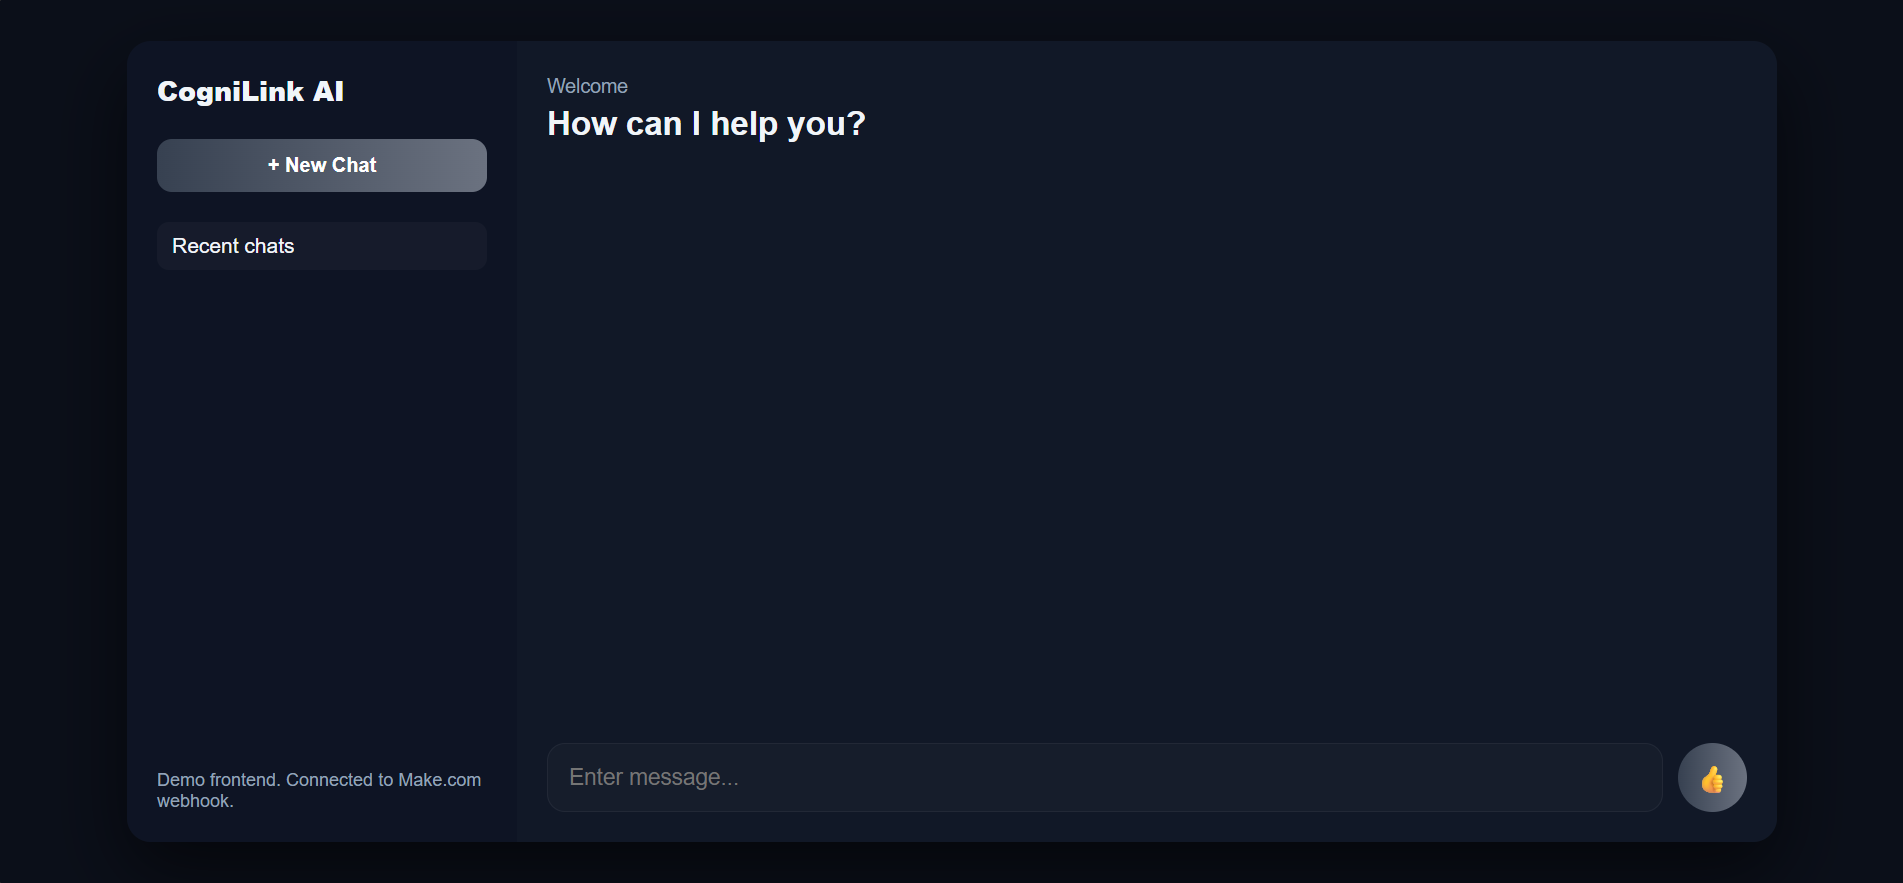 CogniLink AI
+ New Chat
Recent chats
Demo frontend. Connected to Make.com
webhook.
Welcome
How can I help you?
Enter message...
👍